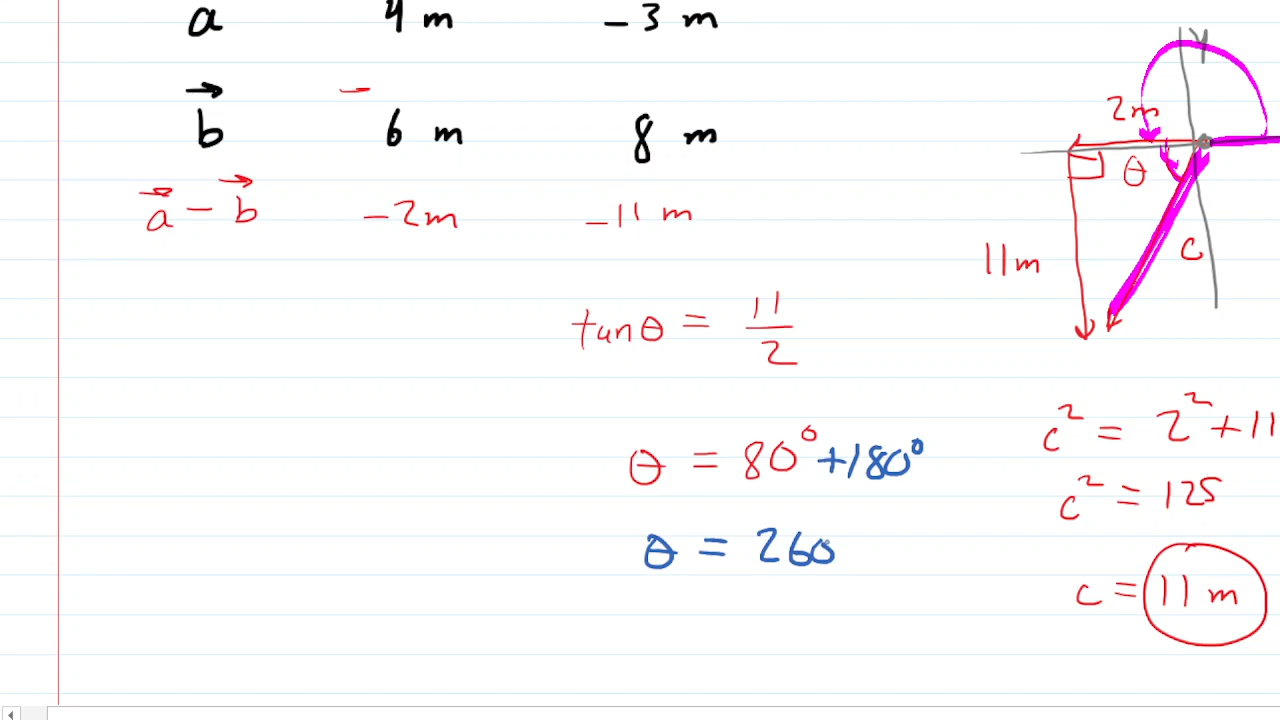 a 4 m - 3 m
y
b 6 m 8 m
-
2m
θ
a - b -2m -11 m
c
11m
tanθ = 11/2
c² = 2² + 11
θ = 80° +180°
c² = 125
θ = 260
c = 11 m